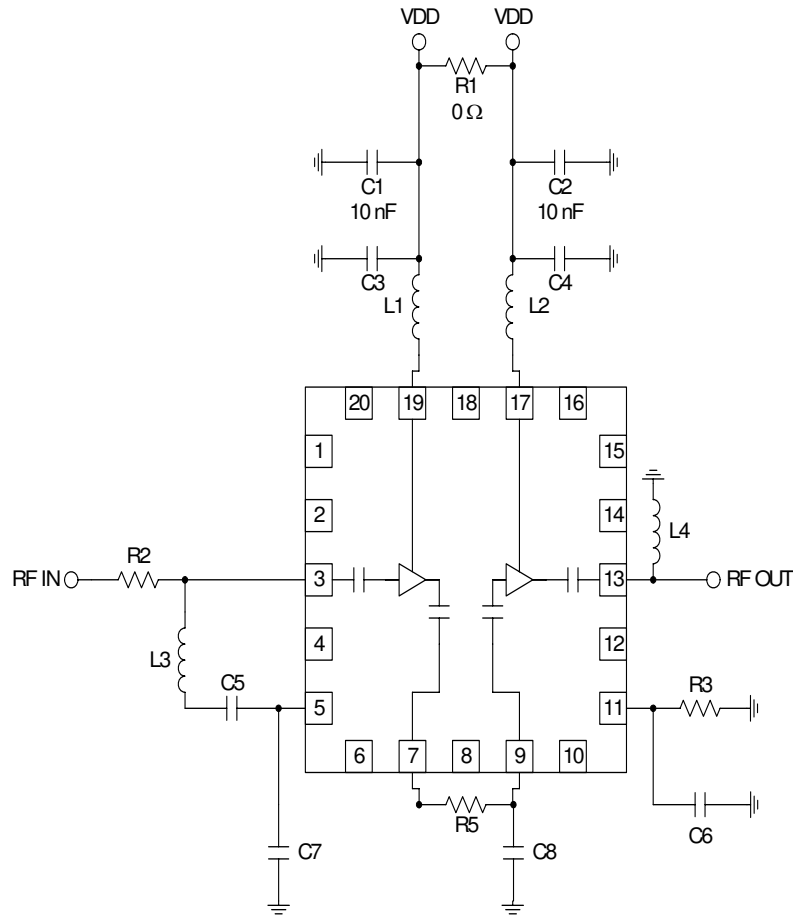 VDD VDD
R1
0 Ω
C1 C2
10 nF 10 nF
C3 C4
L1 L2
20 19 18 17 16
1 15
2 14
L4
R2
RF IN 3 13 RF OUT
4 12
L3
C5 R3
5 11
6 7 8 9 10
R5 C6
C7 C8